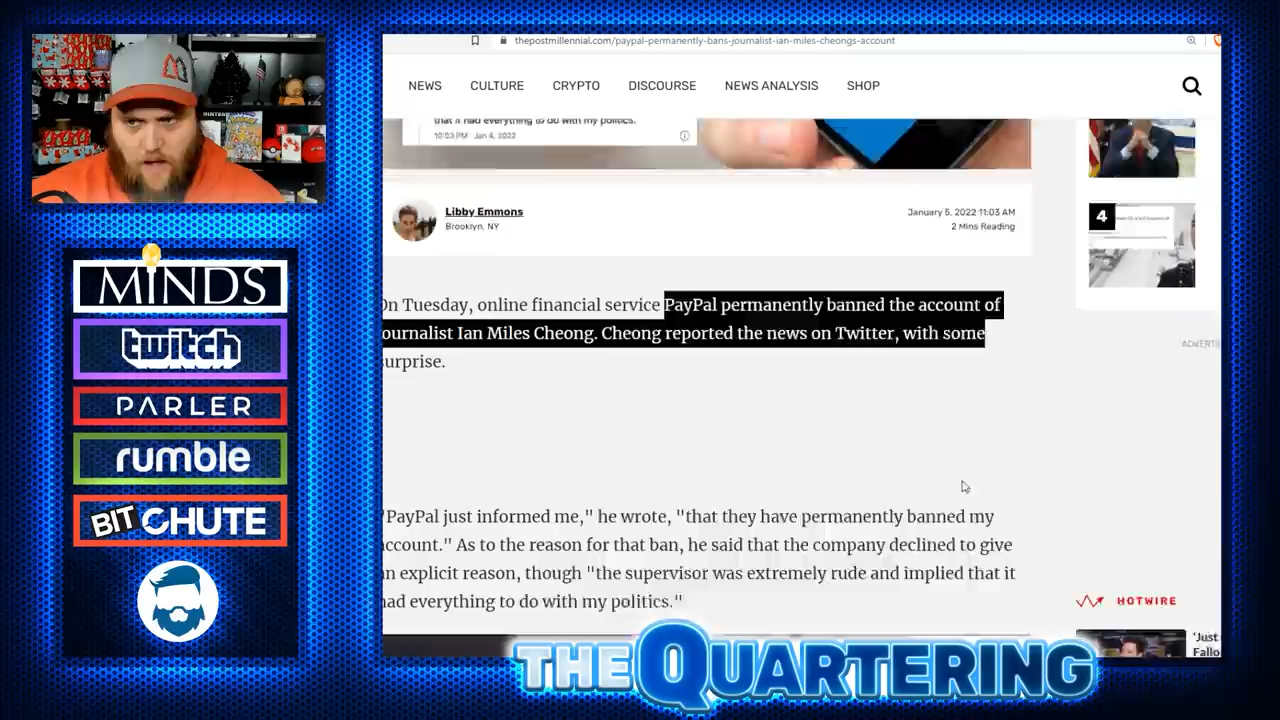 thepostmillennial.com/paypal-permanently-bans-journalist-ian-miles-cheongs-account
NEWS CULTURE CRYPTO DISCOURSE NEWS ANALYSIS SHOP
that it had everything to do with my politics.
10:03 PM · Jan 4, 2022
Libby Emmons
Brooklyn, NY
January 5, 2022 11:03 AM
2 Mins Reading
4
On Tuesday, online financial service PayPal permanently banned the account of
journalist Ian Miles Cheong. Cheong reported the news on Twitter, with some
surprise.
"PayPal just informed me," he wrote, "that they have permanently banned my
account." As to the reason for that ban, he said that the company declined to give
an explicit reason, though "the supervisor was extremely rude and implied that it
had everything to do with my politics."
HOTWIRE
'Just
Fallo
MINDS
twitch
PARLER
rumble
BIT CHUTE
THE QUARTERING